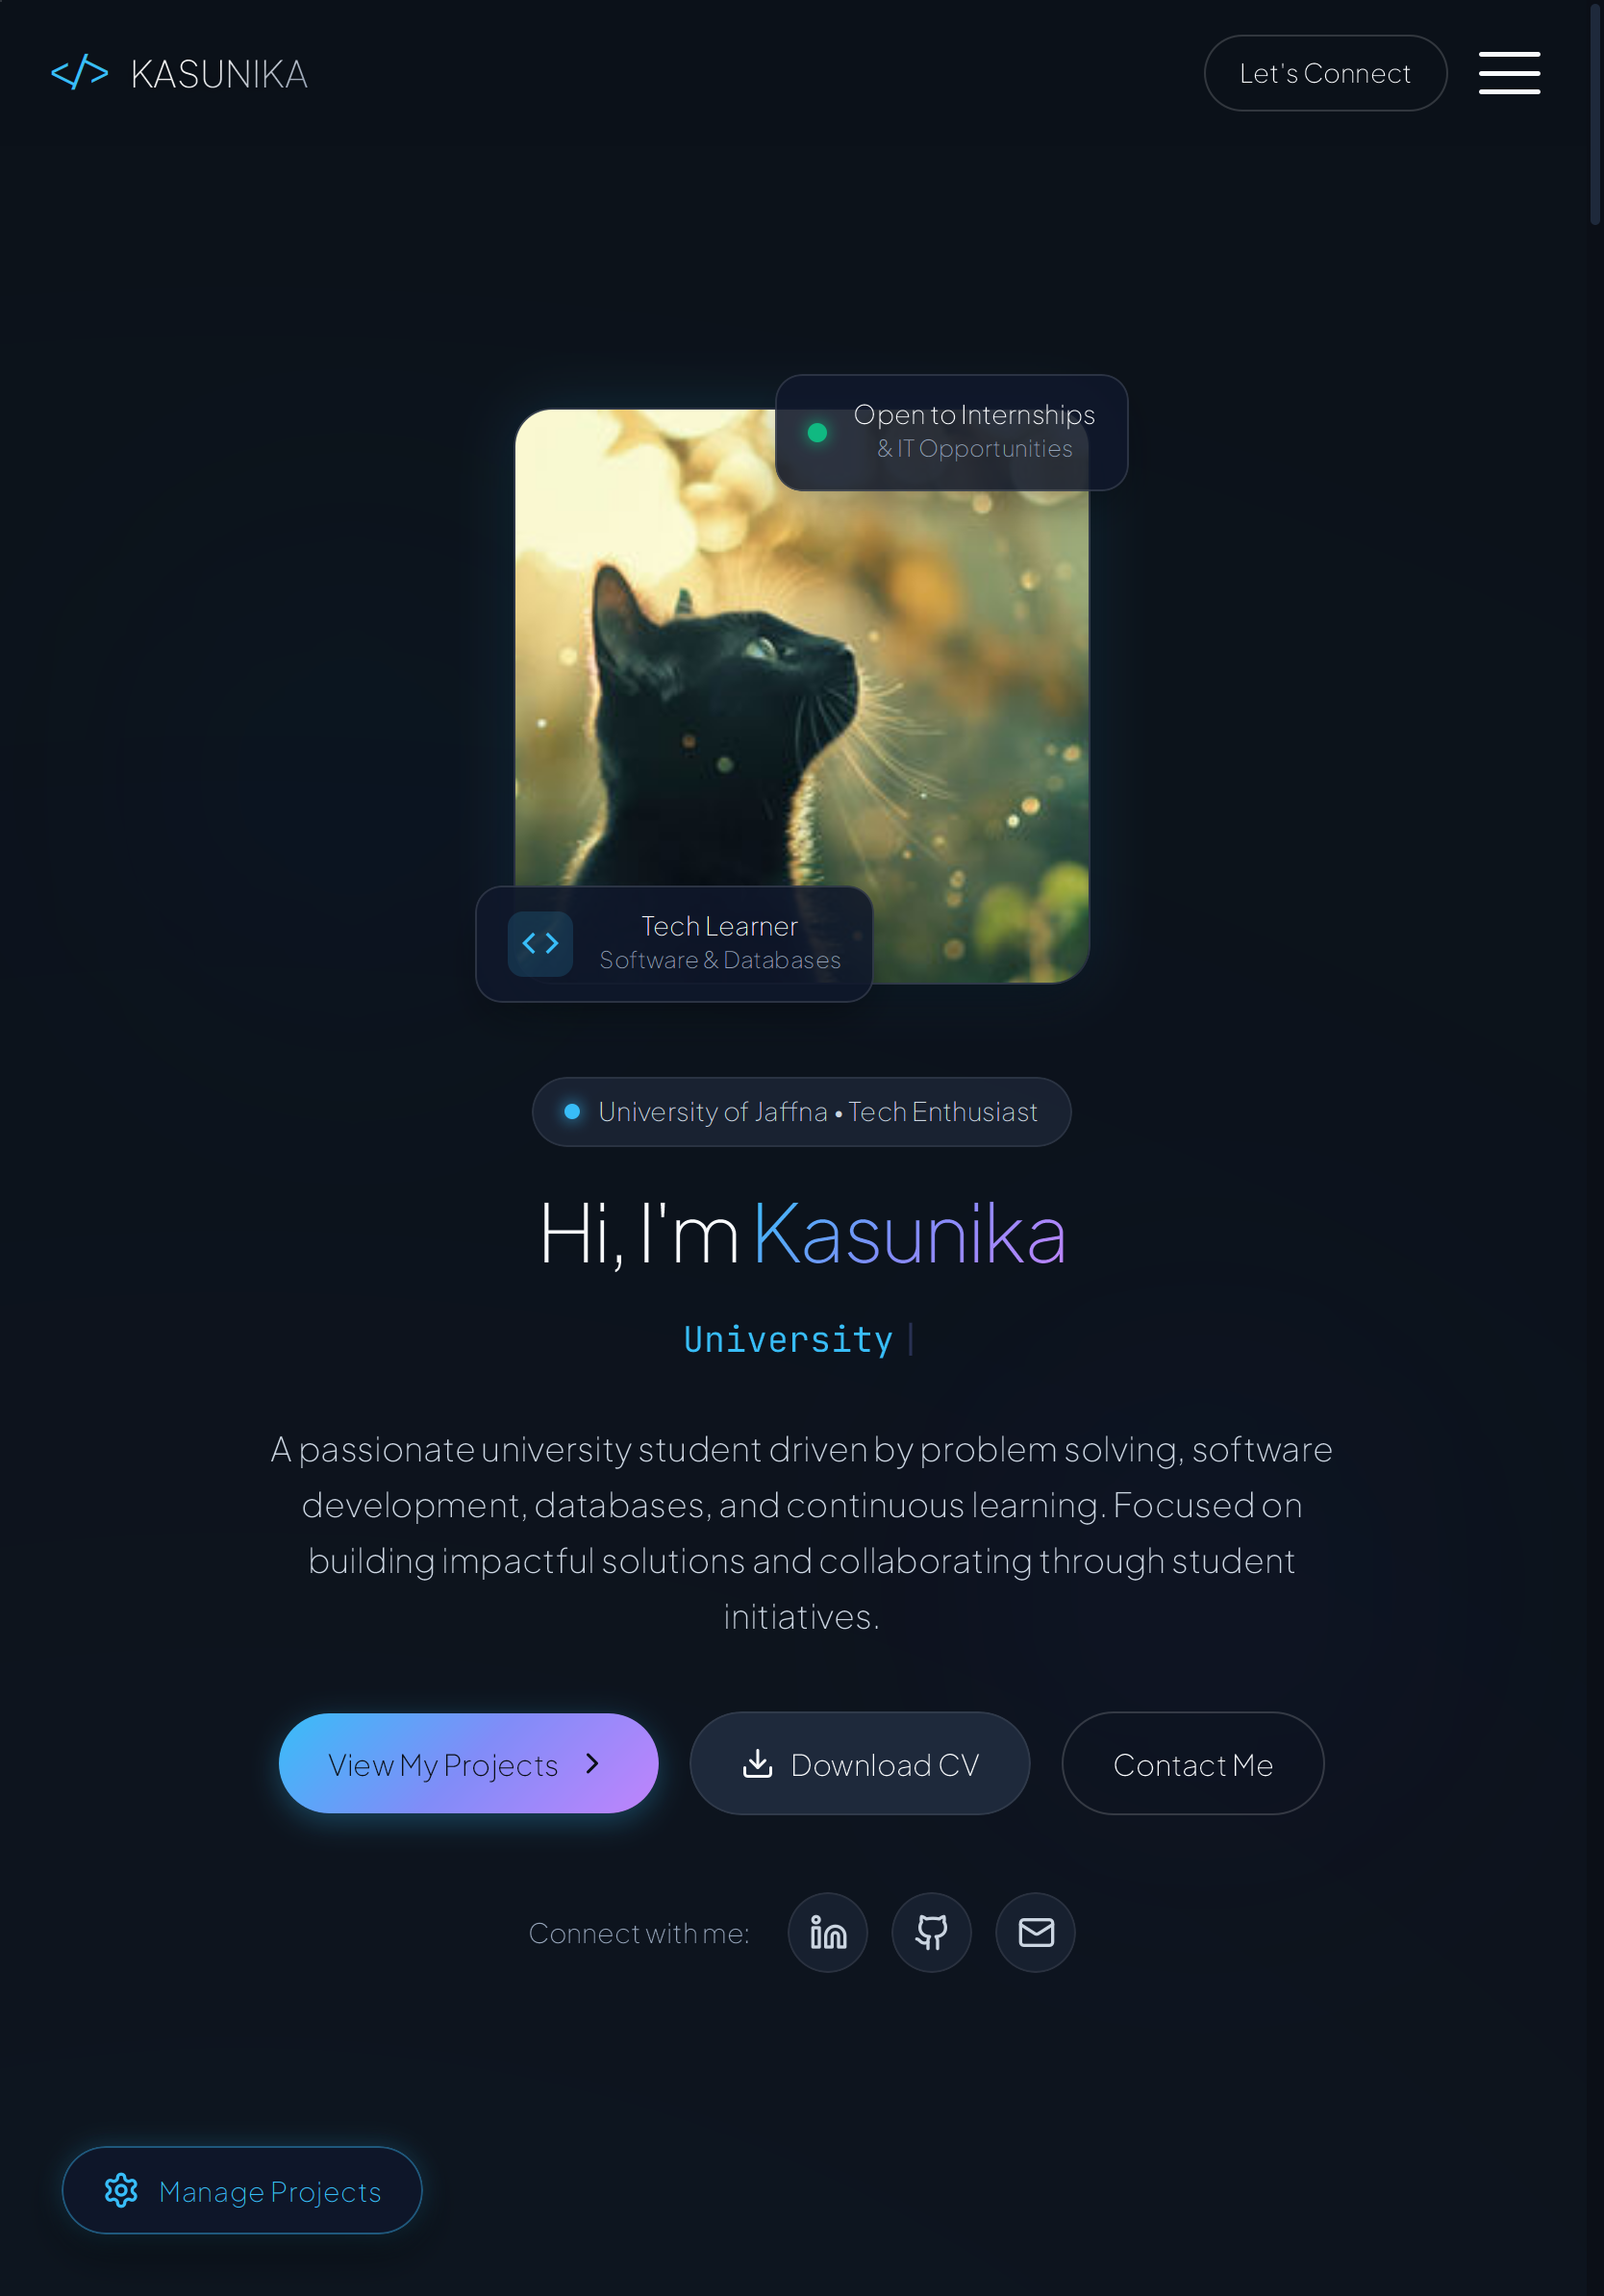 </> KASUNIKA
Let's Connect
Open to Internships
& IT Opportunities
Tech Learner
Software & Databases
University of Jaffna • Tech Enthusiast
Hi, I'm Kasunika
University|
A passionate university student driven by problem solving, software
development, databases, and continuous learning. Focused on
building impactful solutions and collaborating through student
initiatives.
View My Projects
Download CV
Contact Me
Connect with me:
Manage Projects